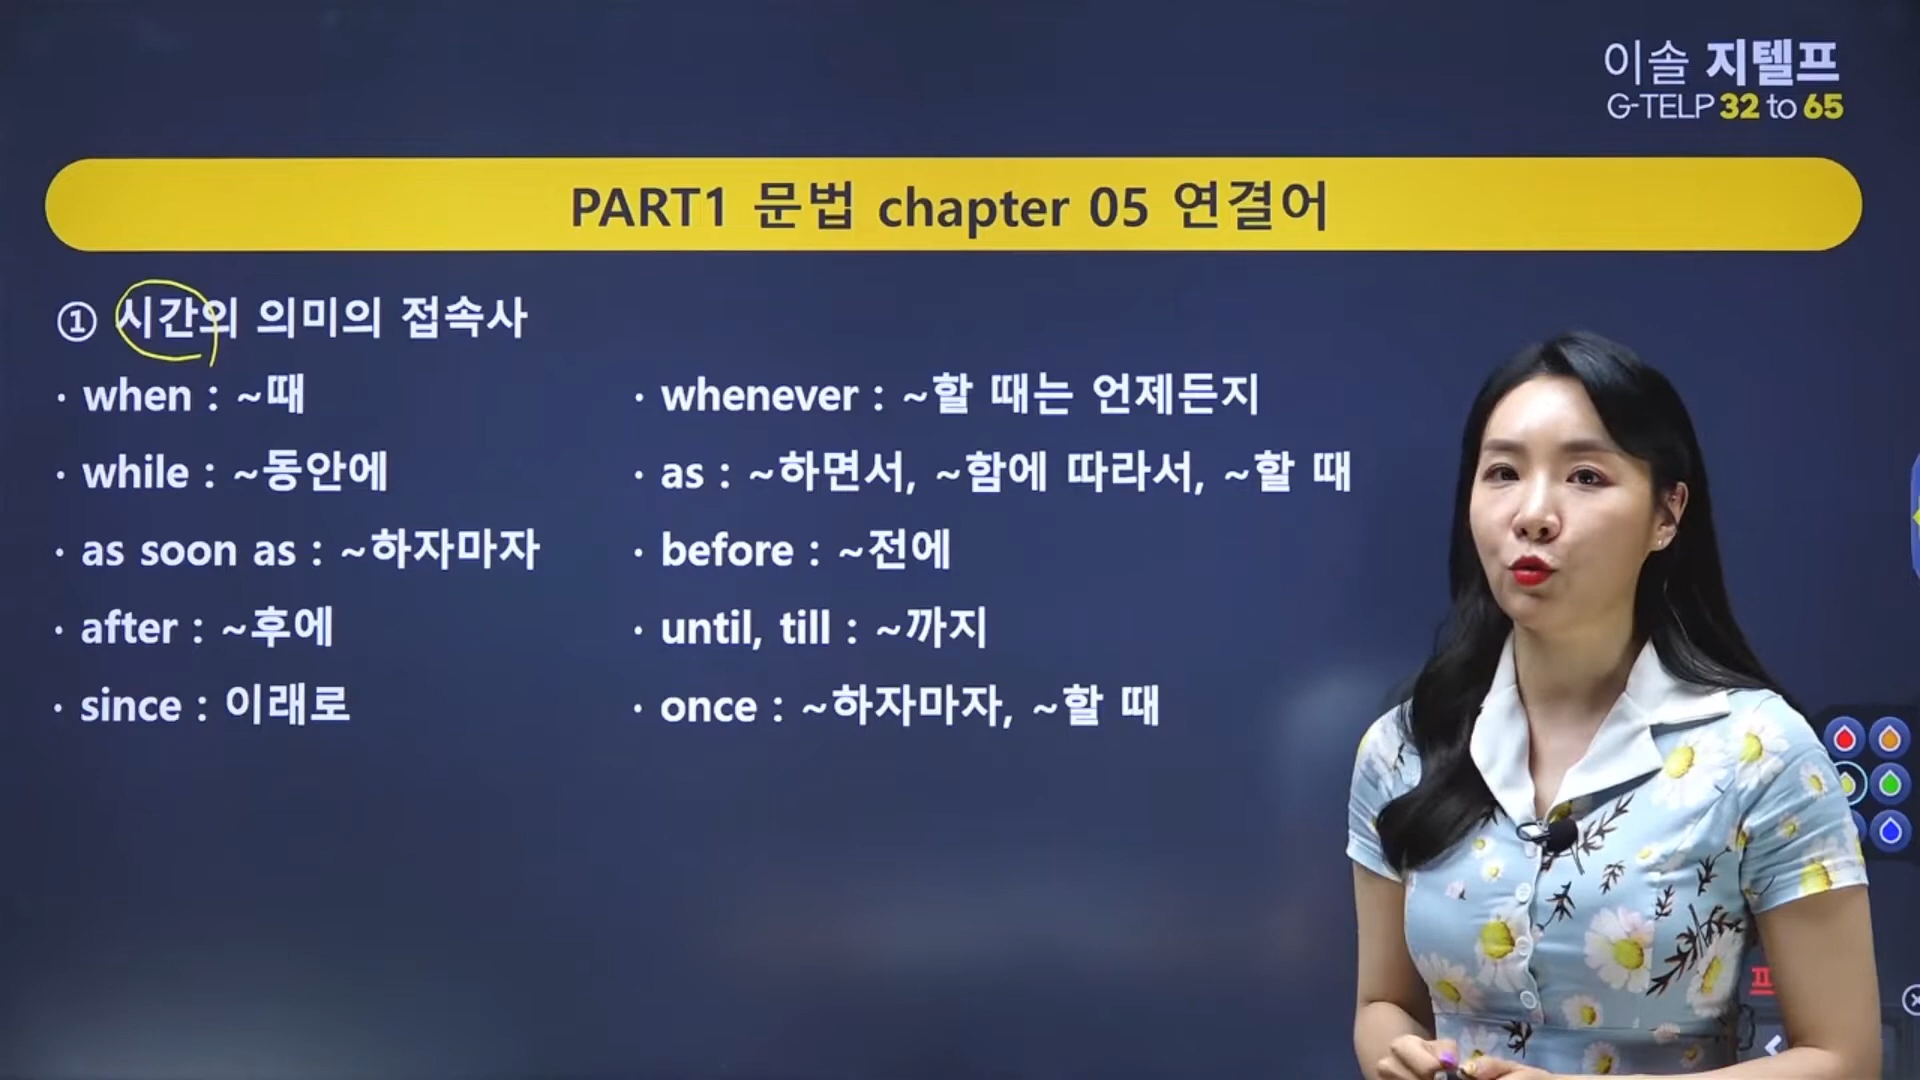 이솔 지텔프
G-TELP 32 to 65
PART1 문법 chapter 05 연결어
① 시간의 의미의 접속사
· when : ~때
· whenever : ~할 때는 언제든지
· while : ~동안에
· as : ~하면서, ~함에 따라서, ~할 때
· as soon as : ~하자마자
· before : ~전에
· after : ~후에
· until, till : ~까지
· since : 이래로
· once : ~하자마자, ~할 때